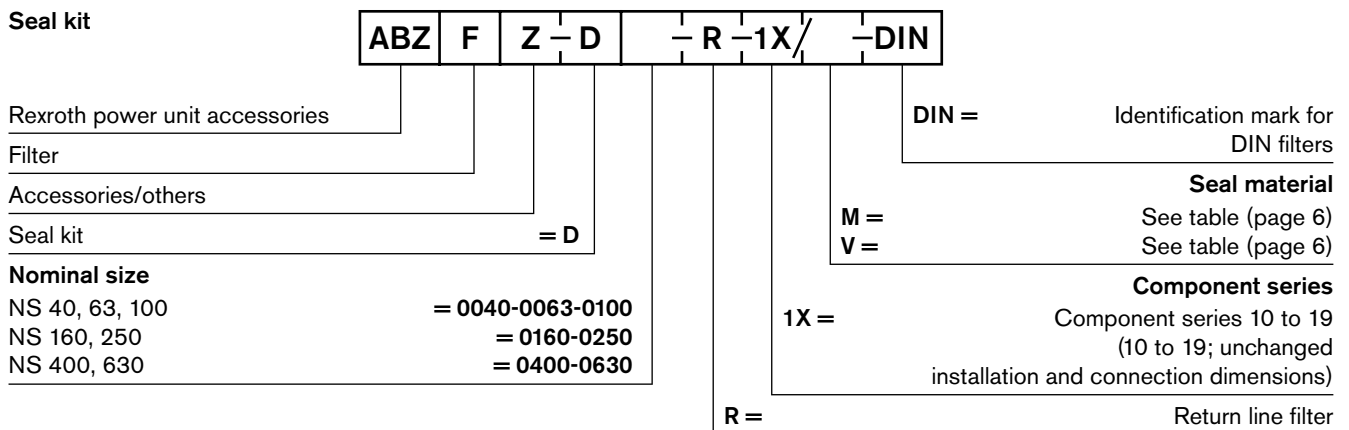 Seal kit
ABZ F Z – D – R – 1X/ – DIN
Rexroth power unit accessories
Filter
Accessories/others
Seal kit = D
Nominal size
NS 40, 63, 100 = 0040-0063-0100
NS 160, 250 = 0160-0250
NS 400, 630 = 0400-0630
DIN = Identification mark for
DIN filters
Seal material
M = See table (page 6)
V = See table (page 6)
Component series
1X = Component series 10 to 19
(10 to 19; unchanged
installation and connection dimensions)
R = Return line filter